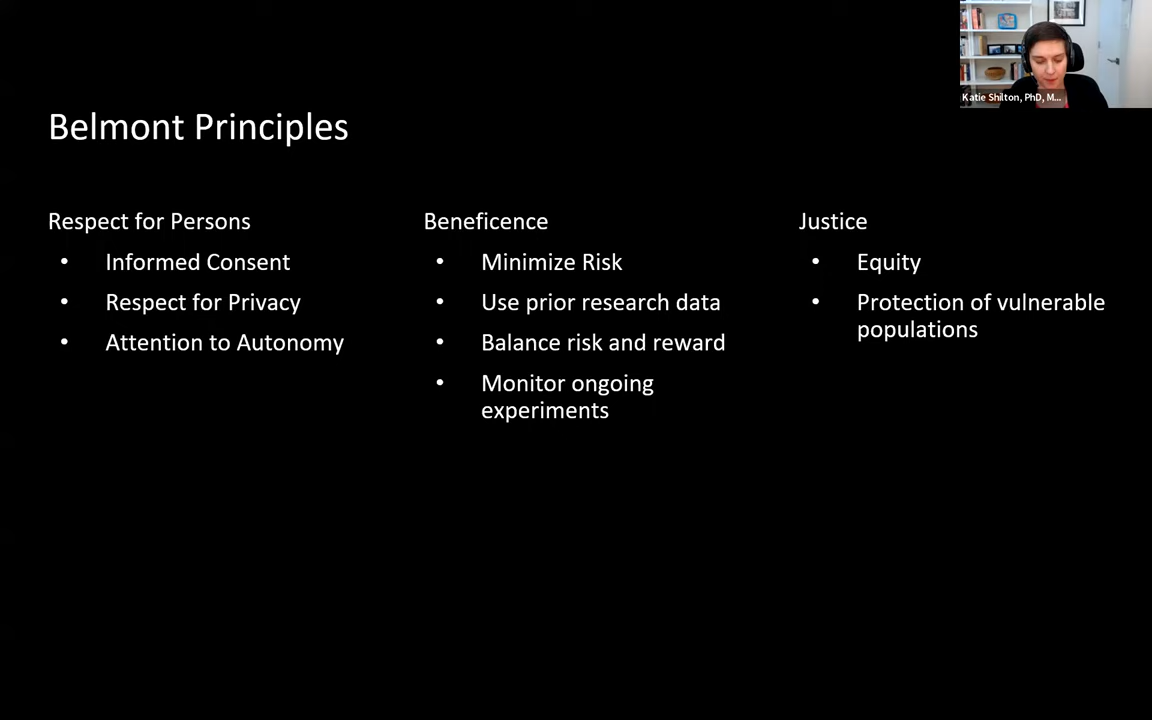 Katie Shilton, PhD, M...
Belmont Principles
Respect for Persons
• Informed Consent
• Respect for Privacy
• Attention to Autonomy
Beneficence
• Minimize Risk
• Use prior research data
• Balance risk and reward
• Monitor ongoing
experiments
Justice
• Equity
• Protection of vulnerable
populations